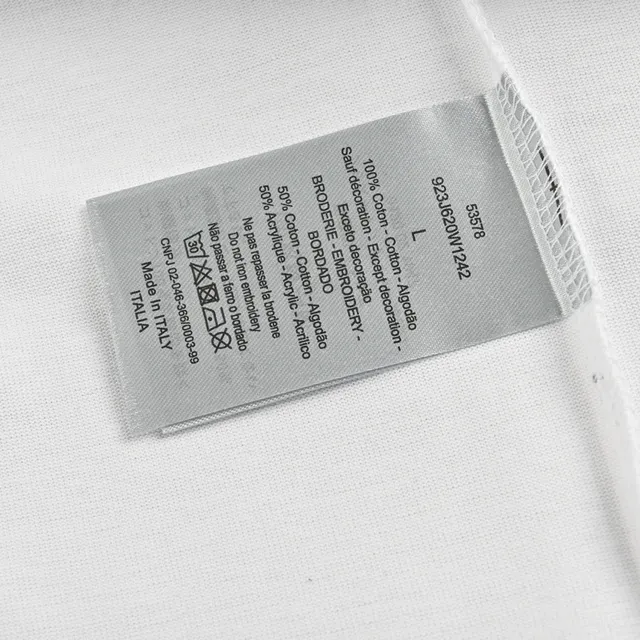 53578
923J620W1242
L
100% Coton - Cotton - Algodão
Sauf décoration - Except decoration -
Exceto decoração
BRODERIE - EMBROIDERY -
BORDADO
50% Coton - Cotton - Algodão
50% Acrylique - Acrylic - Acrílico
Ne pas repasser la broderie
Do not iron embroidery
Não passar a ferro o bordado
30
CNPJ 02-046-366/0003-99
Made in ITALY
ITALIA